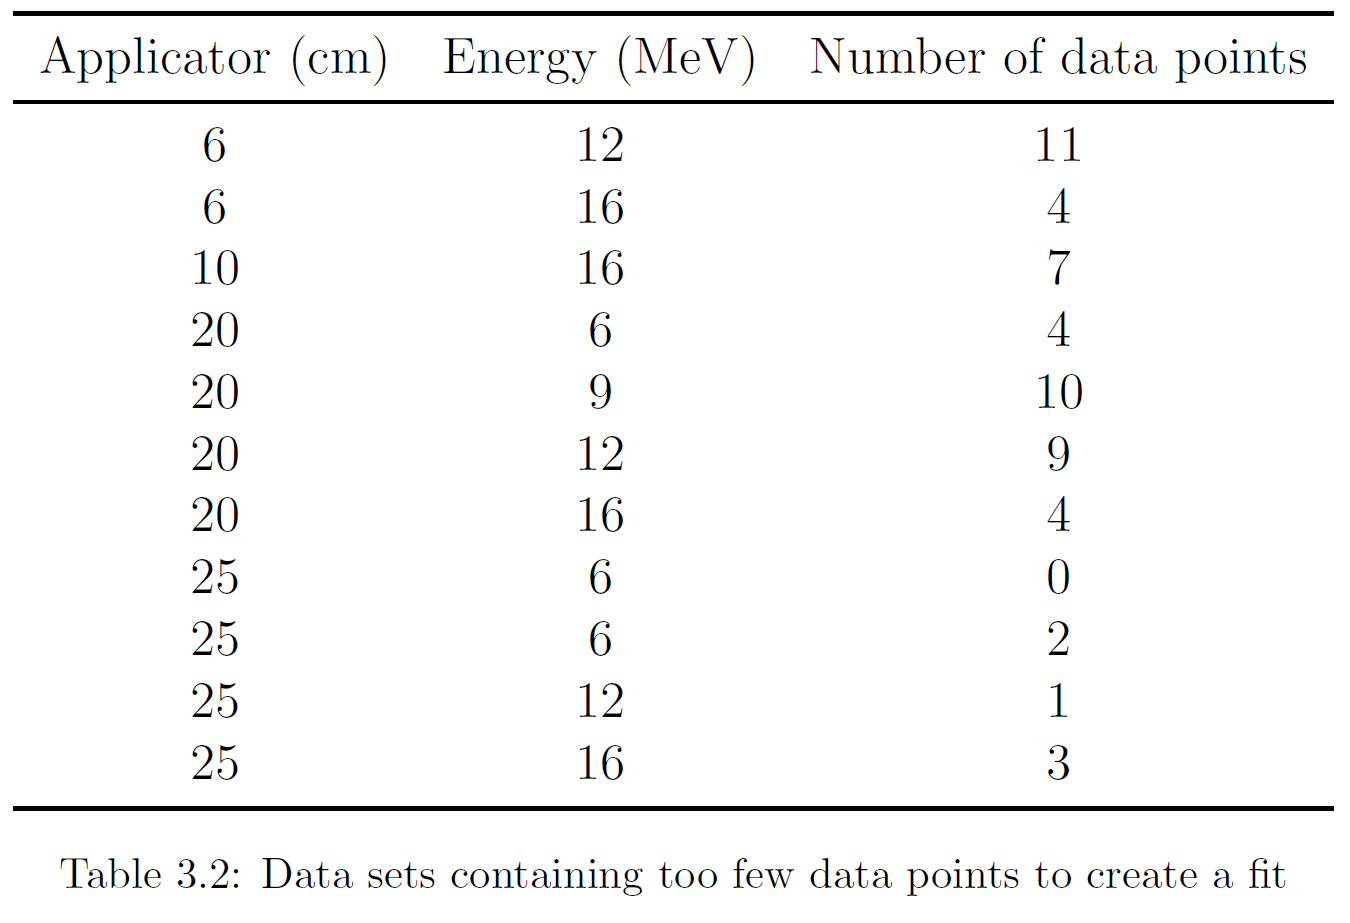 Applicator (cm) Energy (MeV) Number of data points
6 12 11
6 16 4
10 16 7
20 6 4
20 9 10
20 12 9
20 16 4
25 6 0
25 6 2
25 12 1
25 16 3
Table 3.2: Data sets containing too few data points to create a fit